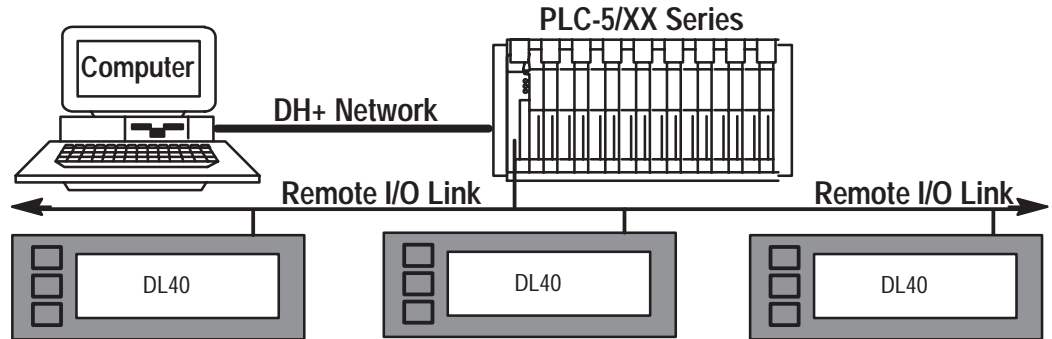 PLC-5/XX Series
Computer
DH+ Network
Remote I/O Link
Remote I/O Link
DL40
DL40
DL40